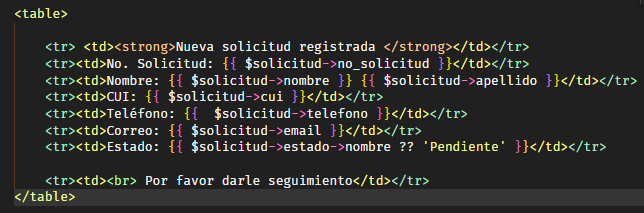 <table>
<tr> <td><strong>Nueva solicitud registrada </strong></td></tr>
<tr><td>No. Solicitud: {{ $solicitud->no_solicitud }}</td></tr>
<tr><td>Nombre: {{ $solicitud->nombre }} {{ $solicitud->apellido }}</td></tr>
<tr><td>CUI: {{ $solicitud->cui }}</td></tr>
<tr><td>Teléfono: {{  $solicitud->telefono }}</td></tr>
<tr><td>Correo: {{ $solicitud->email }}</td></tr>
<tr><td>Estado: {{ $solicitud->estado->nombre ?? 'Pendiente' }}</td></tr>
<tr><td><br> Por favor darle seguimiento</td></tr>
</table>